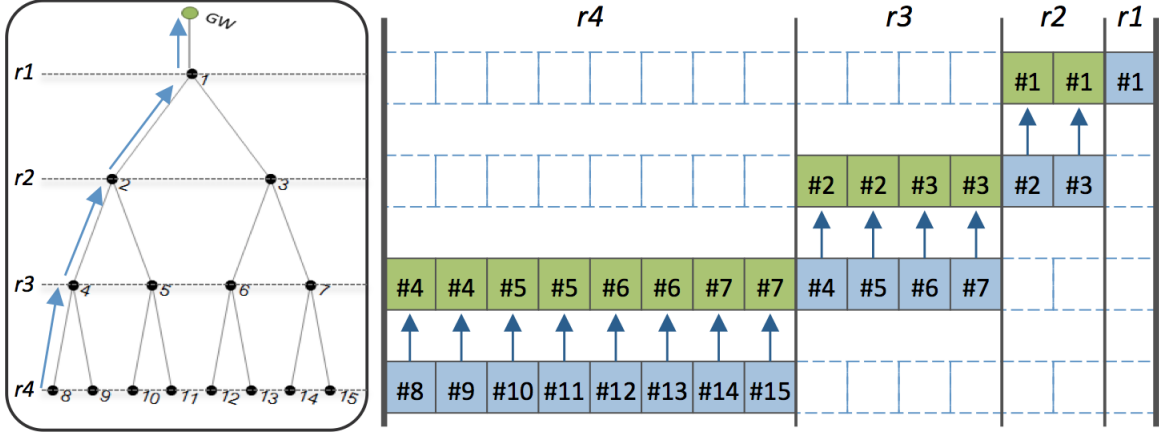 GW
r1
1
r2
2 3
r3
4 5 6 7
r4
8 9 10 11 12 13 14 15
r4 r3 r2 r1
#1 #1 #1
#2 #2 #3 #3 #2 #3
#4 #4 #5 #5 #6 #6 #7 #7 #4 #5 #6 #7
#8 #9 #10 #11 #12 #13 #14 #15